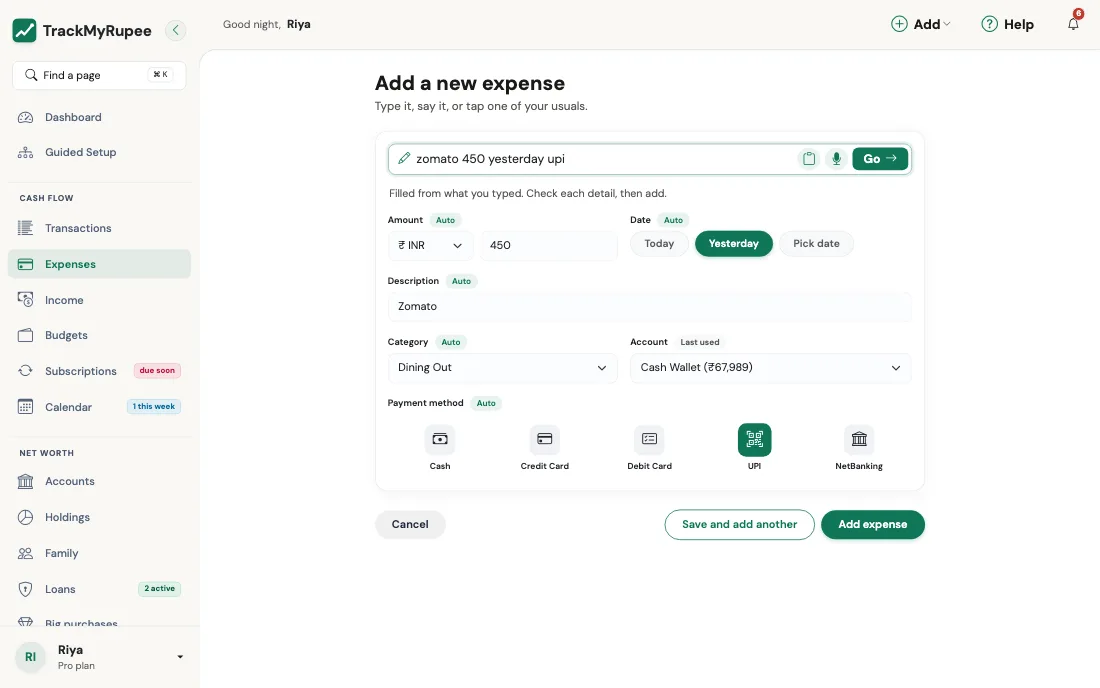 TrackMyRupee
Find a page
⌘ K
Dashboard
Guided Setup
CASH FLOW
Transactions
Expenses
Income
Budgets
Subscriptions due soon
Calendar 1 this week
NET WORTH
Accounts
Holdings
Family
Loans 2 active
Big purchases
RI
Riya
Pro plan
Good night, Riya
Add
Help
6
Add a new expense
Type it, say it, or tap one of your usuals.
zomato 450 yesterday upi
Go →
Filled from what you typed. Check each detail, then add.
Amount Auto
₹ INR
450
Date Auto
Today
Yesterday
Pick date
Description Auto
Zomato
Category Auto
Dining Out
Account Last used
Cash Wallet (₹67,989)
Payment method Auto
Cash
Credit Card
Debit Card
UPI
NetBanking
Cancel
Save and add another
Add expense